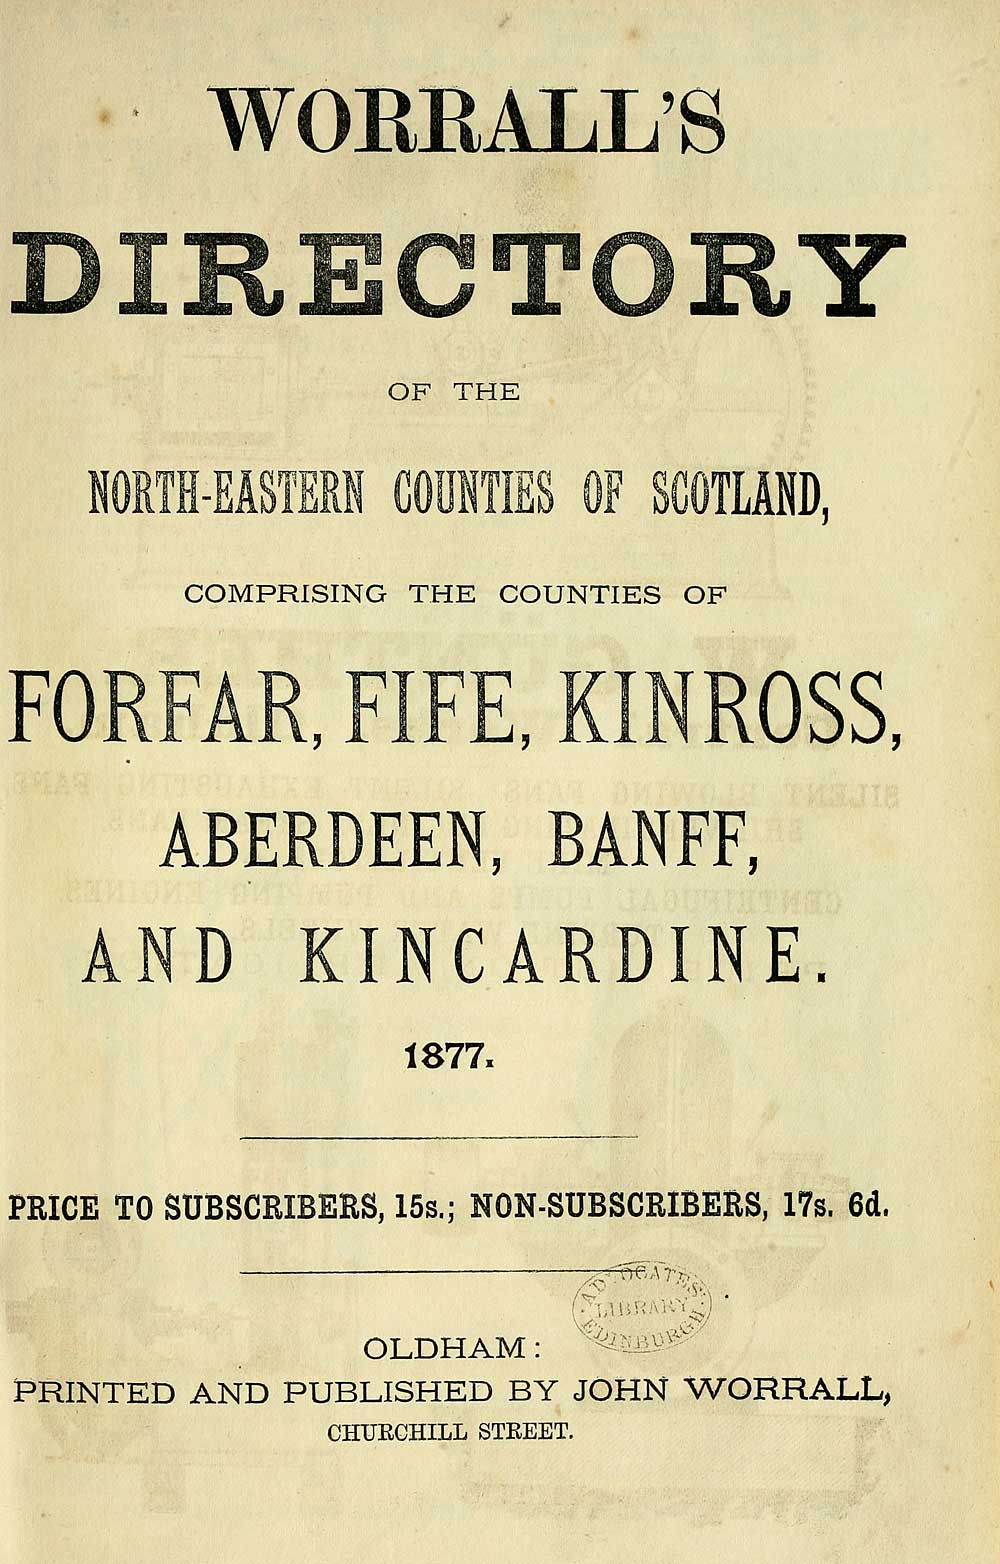 WORRALL'S
DIRECTORY
OF THE
NORTH-EASTERN COUNTIES OF SCOTLAND,
COMPRISING THE COUNTIES OF
FORFAR, FIFE, KINROSS,
ABERDEEN, BANFF,
AND KINCARDINE.
1877.
PRICE TO SUBSCRIBERS, 15s.; NON-SUBSCRIBERS, 17s. 6d.
ADVOCATES'
LIBRARY
EDINBURGH
OLDHAM:
PRINTED AND PUBLISHED BY JOHN WORRALL,
CHURCHILL STREET.